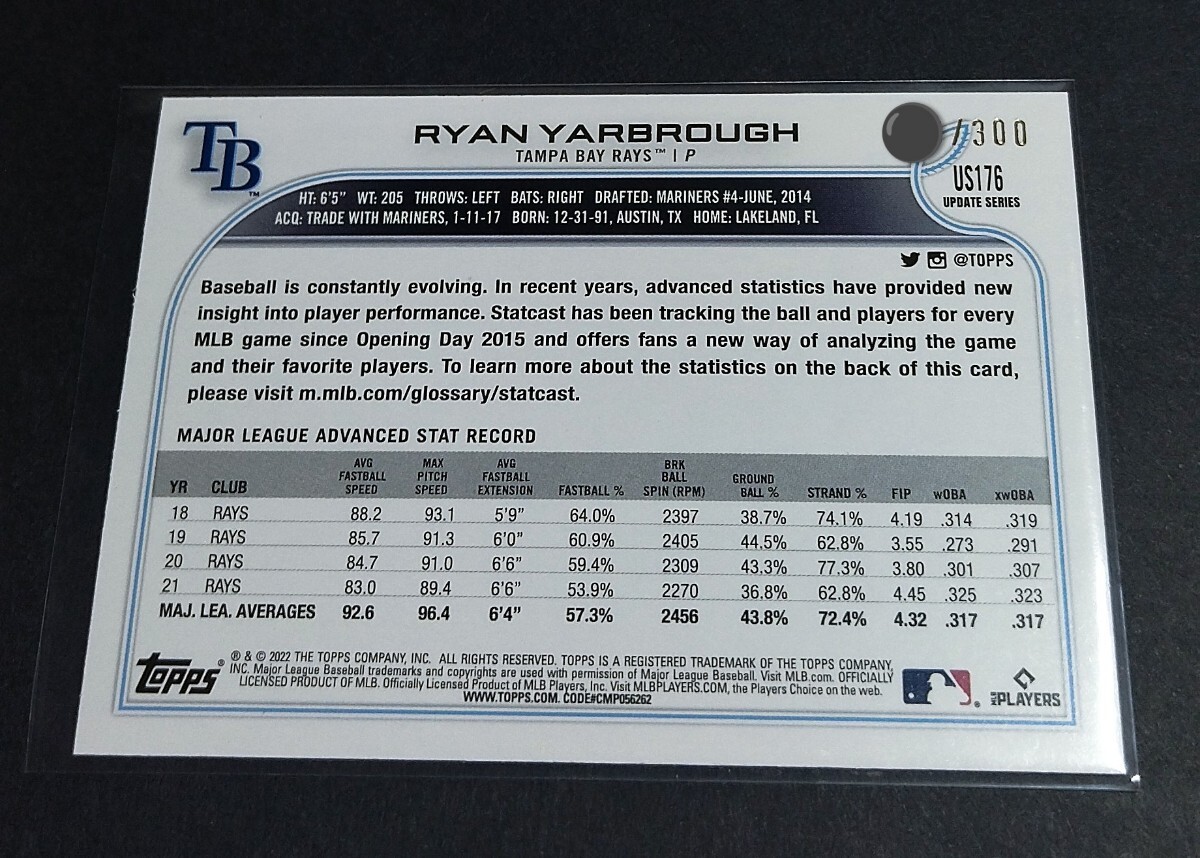 TB™
RYAN YARBROUGH
TAMPA BAY RAYS™ | P
/300
US176
UPDATE SERIES
HT: 6'5" WT: 205 THROWS: LEFT BATS: RIGHT DRAFTED: MARINERS #4-JUNE, 2014
ACQ: TRADE WITH MARINERS, 1-11-17 BORN: 12-31-91, AUSTIN, TX HOME: LAKELAND, FL
@TOPPS
Baseball is constantly evolving. In recent years, advanced statistics have provided new
insight into player performance. Statcast has been tracking the ball and players for every
MLB game since Opening Day 2015 and offers fans a new way of analyzing the game
and their favorite players. To learn more about the statistics on the back of this card,
please visit m.mlb.com/glossary/statcast.
MAJOR LEAGUE ADVANCED STAT RECORD
YR CLUB AVG FASTBALL SPEED MAX PITCH SPEED AVG FASTBALL EXTENSION FASTBALL % BRK BALL SPIN (RPM) GROUND BALL % STRAND % FIP wOBA xwOBA
18 RAYS 88.2 93.1 5'9" 64.0% 2397 38.7% 74.1% 4.19 .314 .319
19 RAYS 85.7 91.3 6'0" 60.9% 2405 44.5% 62.8% 3.55 .273 .291
20 RAYS 84.7 91.0 6'6" 59.4% 2309 43.3% 77.3% 3.80 .301 .307
21 RAYS 83.0 89.4 6'6" 53.9% 2270 36.8% 62.8% 4.45 .325 .323
MAJ. LEA. AVERAGES 92.6 96.4 6'4" 57.3% 2456 43.8% 72.4% 4.32 .317 .317
topps®
® & © 2022 THE TOPPS COMPANY, INC. ALL RIGHTS RESERVED. TOPPS IS A REGISTERED TRADEMARK OF THE TOPPS COMPANY,
INC. Major League Baseball trademarks and copyrights are used with permission of Major League Baseball. Visit MLB.com. OFFICIALLY
LICENSED PRODUCT OF MLB. Officially Licensed Product of MLB Players, Inc. Visit MLBPLAYERS.COM, the Players Choice on the web.
WWW.TOPPS.COM. CODE#CMP056262
®
MLB PLAYERS